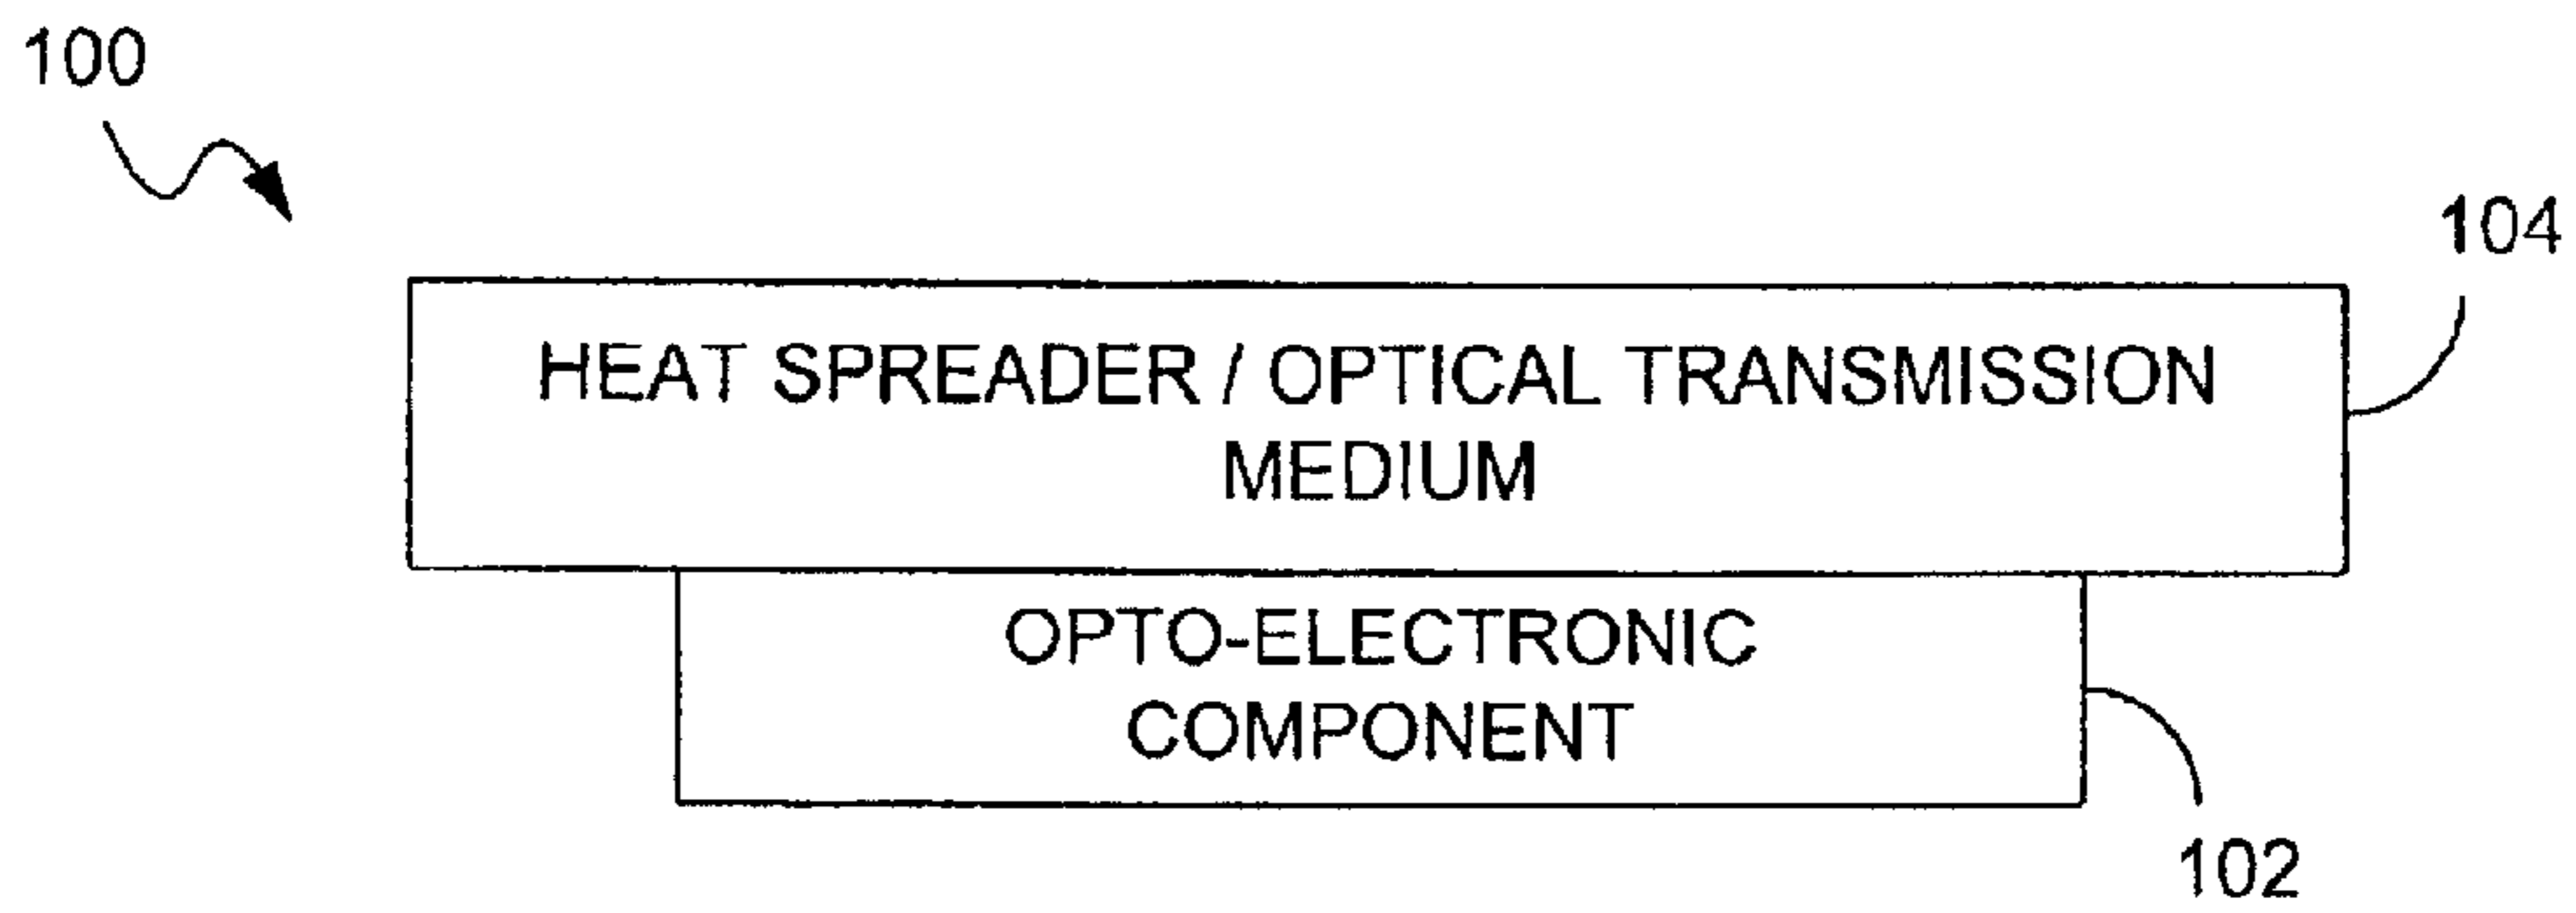 100
104
HEAT SPREADER / OPTICAL TRANSMISSION
MEDIUM
OPTO-ELECTRONIC
COMPONENT
102